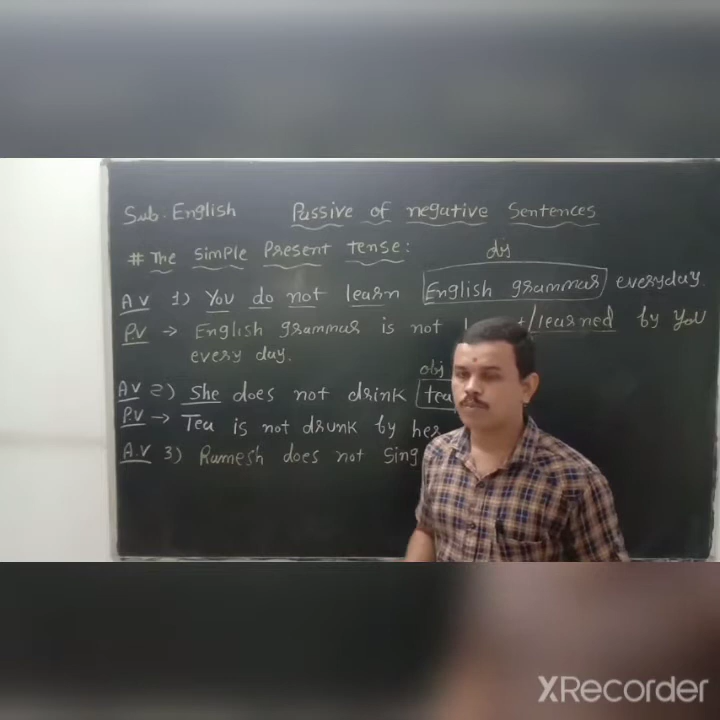 Sub. English Passive of negative Sentences
# The Simple Present tense:
obj
A V 1) You do not learn English grammar everyday.
P.V → English grammar is not /learned by you
every day.
obj
A V 2) She does not drink tea
P.V → Tea is not drunk by her
A.V 3) Ramesh does not Sing
XRecorder